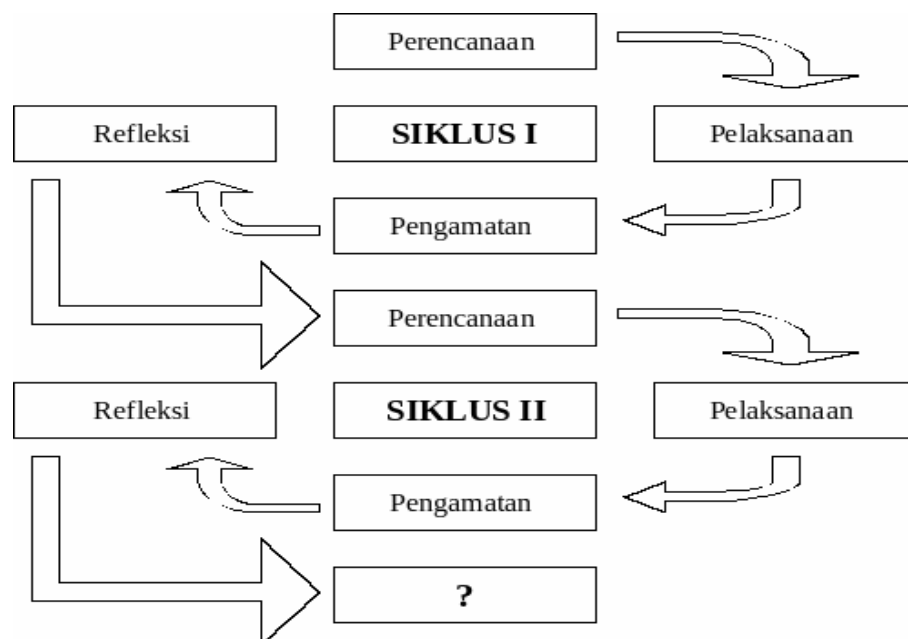 Perencanaan
Refleksi
SIKLUS I
Pelaksanaan
Pengamatan
Perencanaan
Refleksi
SIKLUS II
Pelaksanaan
Pengamatan
?